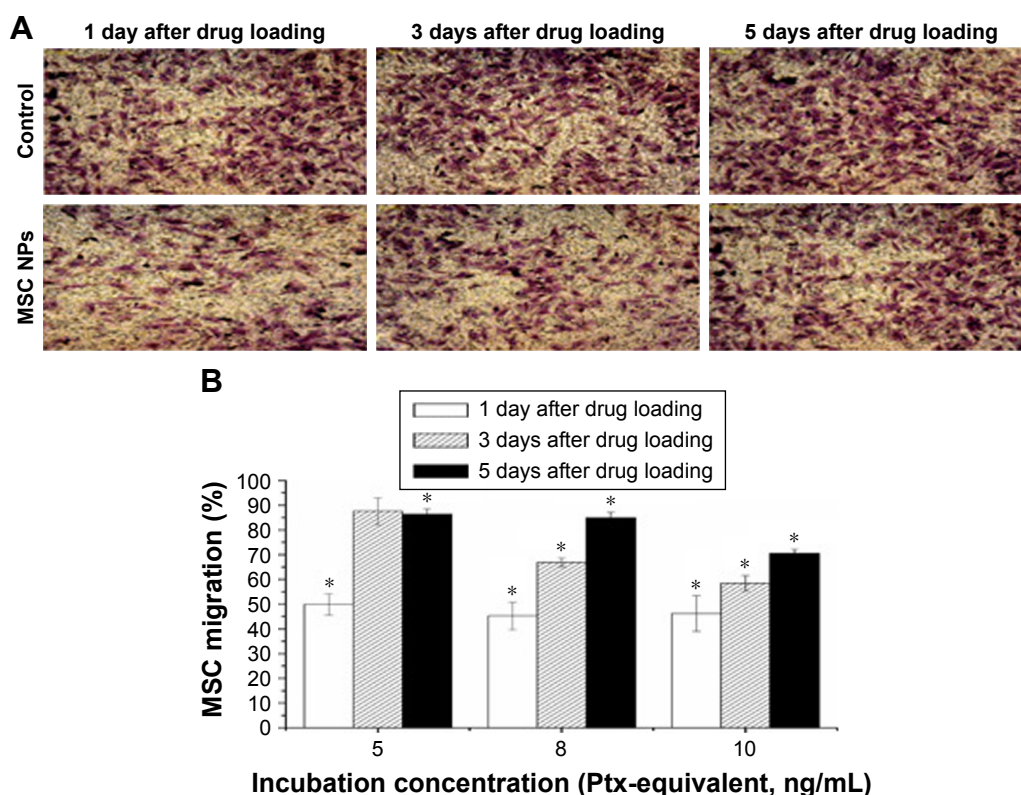 A
1 day after drug loading 3 days after drug loading 5 days after drug loading
Control
MSC NPs
B
1 day after drug loading
3 days after drug loading
5 days after drug loading
MSC migration (%)
100
90
80
70
60
50
40
30
20
10
0
* * * * * * * *
5 8 10
Incubation concentration (Ptx-equivalent, ng/mL)